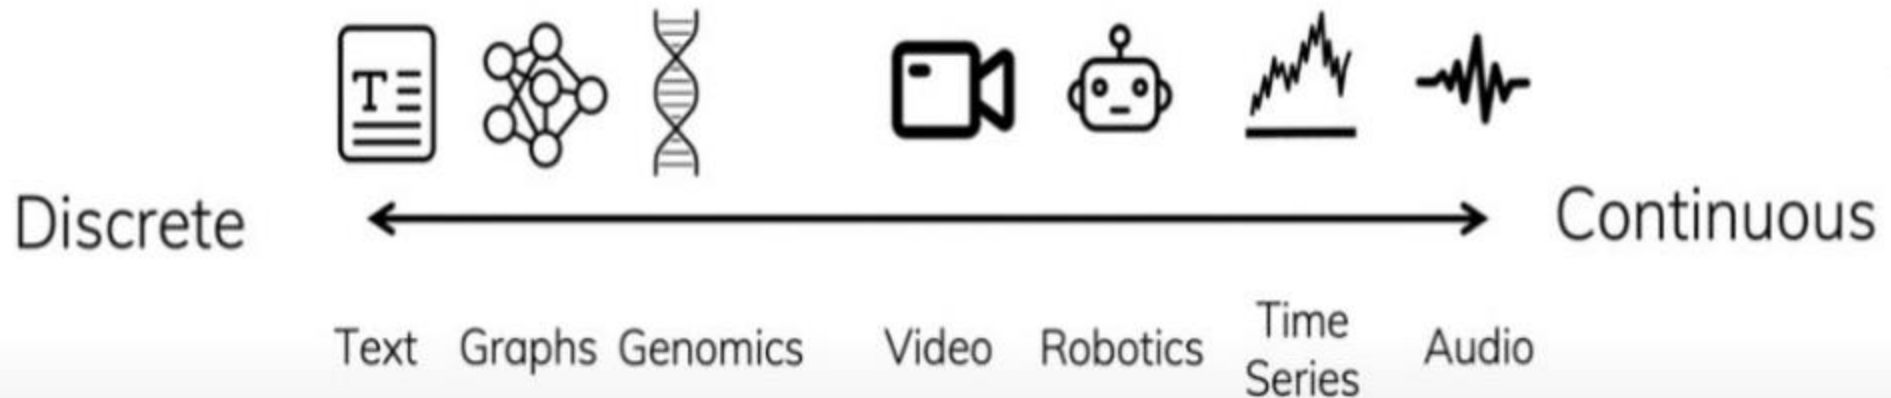 T
Discrete
Continuous
Text
Graphs
Genomics
Video
Robotics
Time
Series
Audio